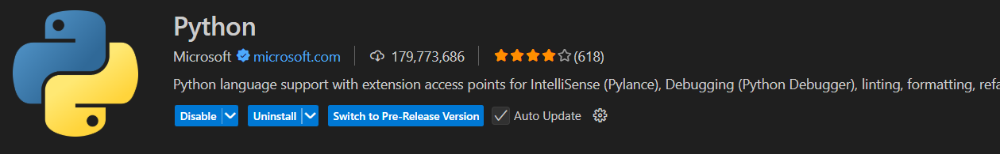 Python
Microsoft microsoft.com 179,773,686 (618)
Python language support with extension access points for IntelliSense (Pylance), Debugging (Python Debugger), linting, formatting,
Disable Uninstall Switch to Pre-Release Version Auto Update